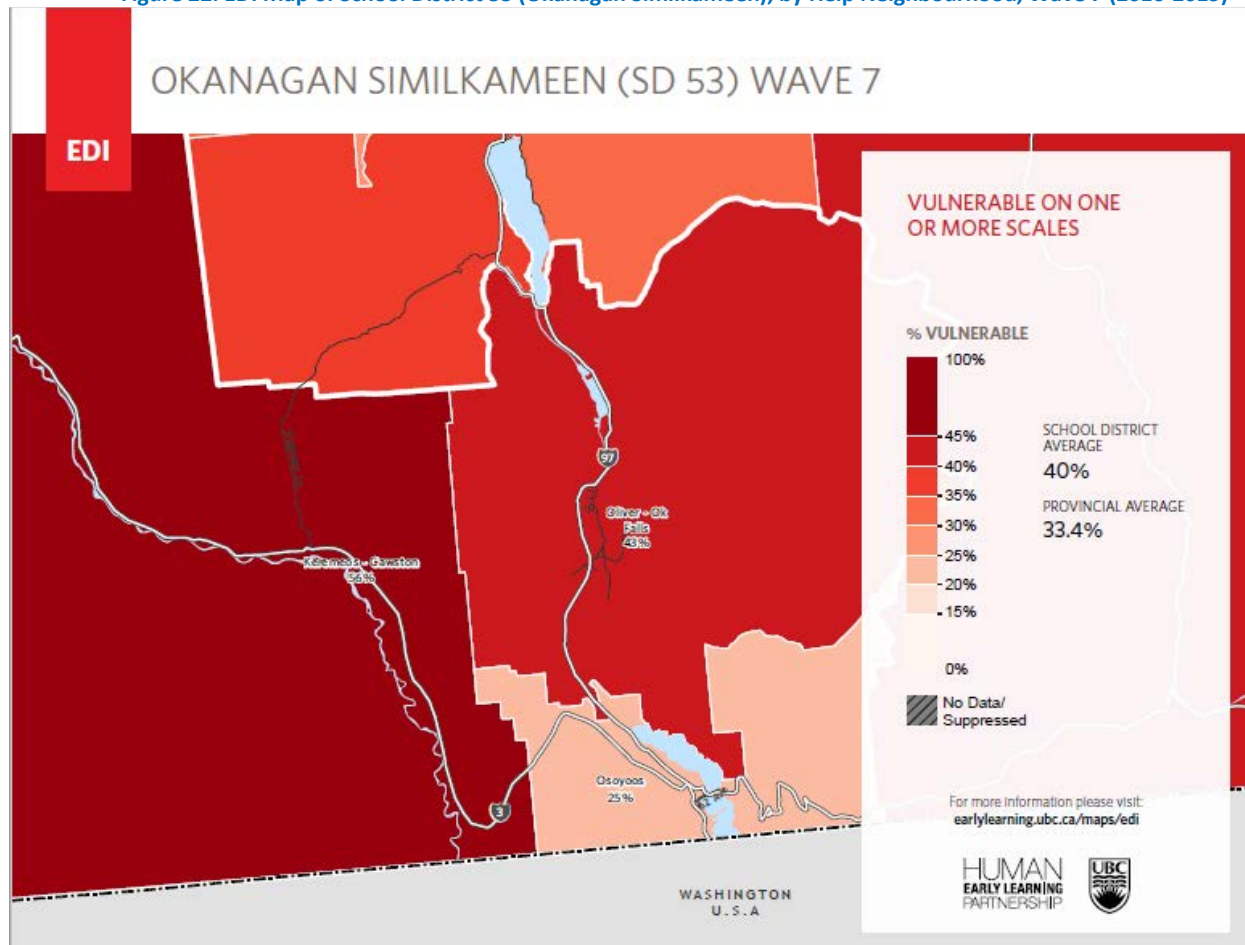 OKANAGAN SIMILKAMEEN (SD 53) WAVE 7
EDI
VULNERABLE ON ONE
OR MORE SCALES
% VULNERABLE
100%
45%
40%
35%
30%
25%
20%
15%
0%
SCHOOL DISTRICT
AVERAGE
40%
PROVINCIAL AVERAGE
33.4%
No Data/
Suppressed
97
Oliver - Ok
Falls
43%
Keremeos - Cawston
56%
Osoyoos
25%
3
WASHINGTON
U.S.A
For more information please visit:
earlylearning.ubc.ca/maps/edi
HUMAN
EARLY LEARNING
PARTNERSHIP
UBC